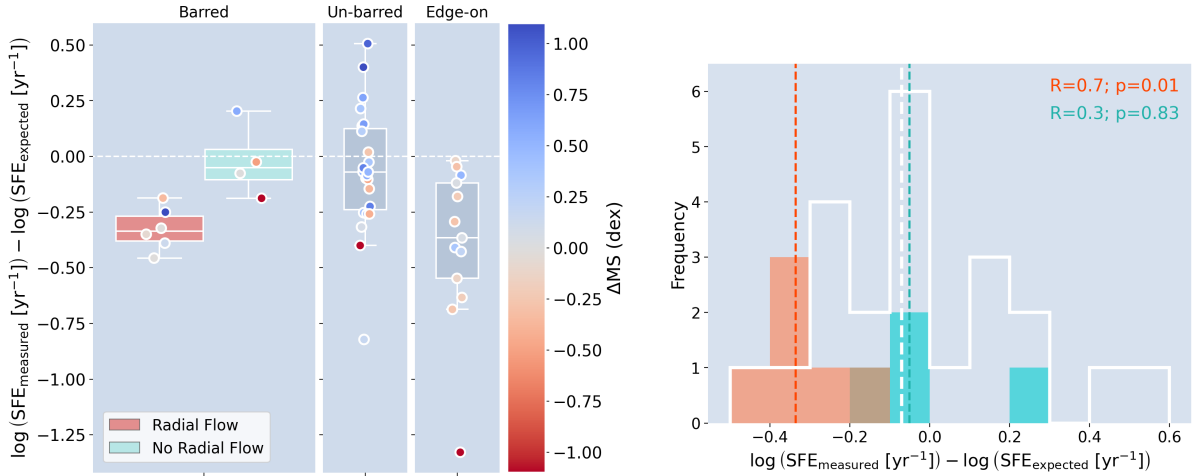 Barred
Un-barred
Edge-on
log (SFE_measured [yr⁻¹]) − log (SFE_expected [yr⁻¹])
0.50
0.25
0.00
−0.25
−0.50
−0.75
−1.00
−1.25
Radial Flow
No Radial Flow
1.00
0.75
0.50
0.25
0.00
−0.25
−0.50
−0.75
−1.00
ΔMS (dex)
R=0.7; p=0.01
R=0.3; p=0.83
Frequency
6
5
4
3
2
1
0
−0.4
−0.2
0.0
0.2
0.4
0.6
log (SFE_measured [yr⁻¹]) − log (SFE_expected [yr⁻¹])